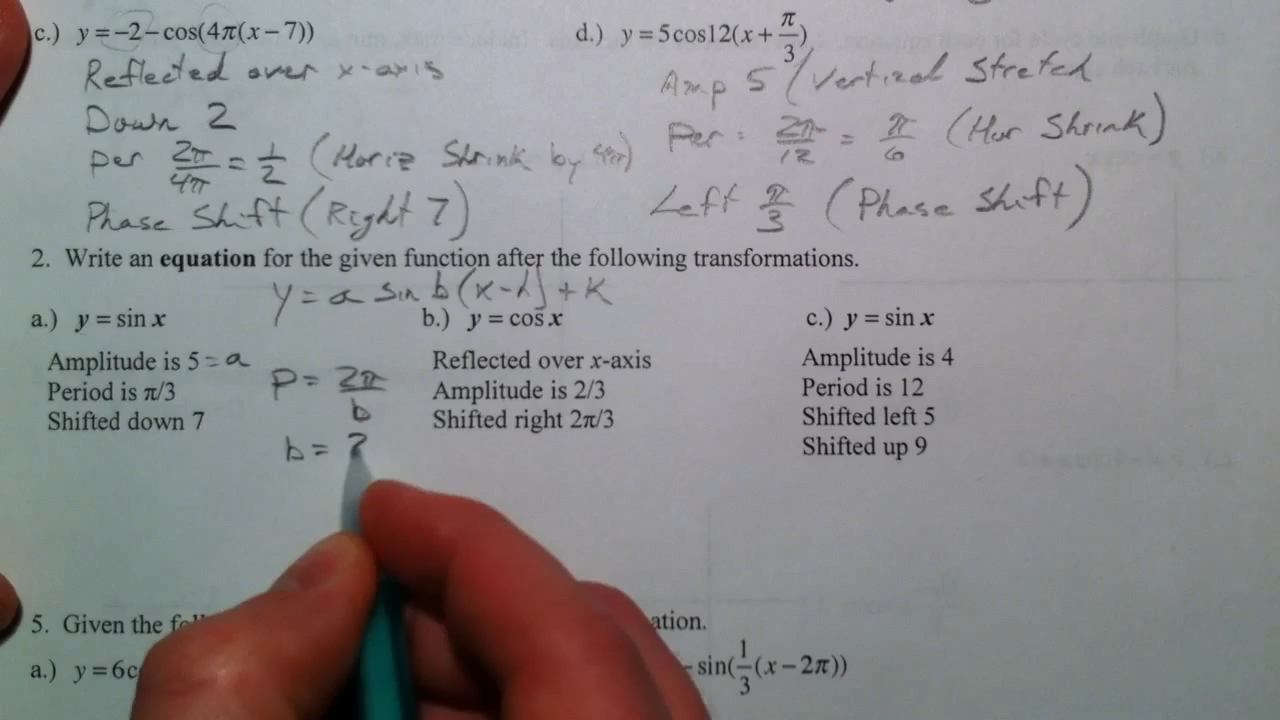 c.) y = −2 − cos(4π(x − 7))
Reflected over x-axis
Down 2
per 2π/4π = 1/2 (Horiz Shrink by 4π)
Phase Shift (Right 7)
d.) y = 5cos12(x + π/3)
Amp 5 / Vertical Stretch
Per: 2π/12 = π/6 (Hor Shrink)
Left π/3 (Phase Shift)
2. Write an equation for the given function after the following transformations.
y = a sin b(x-h)+k
a.) y = sin x
Amplitude is 5 = a
Period is π/3
Shifted down 7
P = 2π/b
b = 2
b.) y = cos x
Reflected over x-axis
Amplitude is 2/3
Shifted right 2π/3
c.) y = sin x
Amplitude is 4
Period is 12
Shifted left 5
Shifted up 9
5. Given the
ation.
a.) y = 6c
sin(1/3(x − 2π))